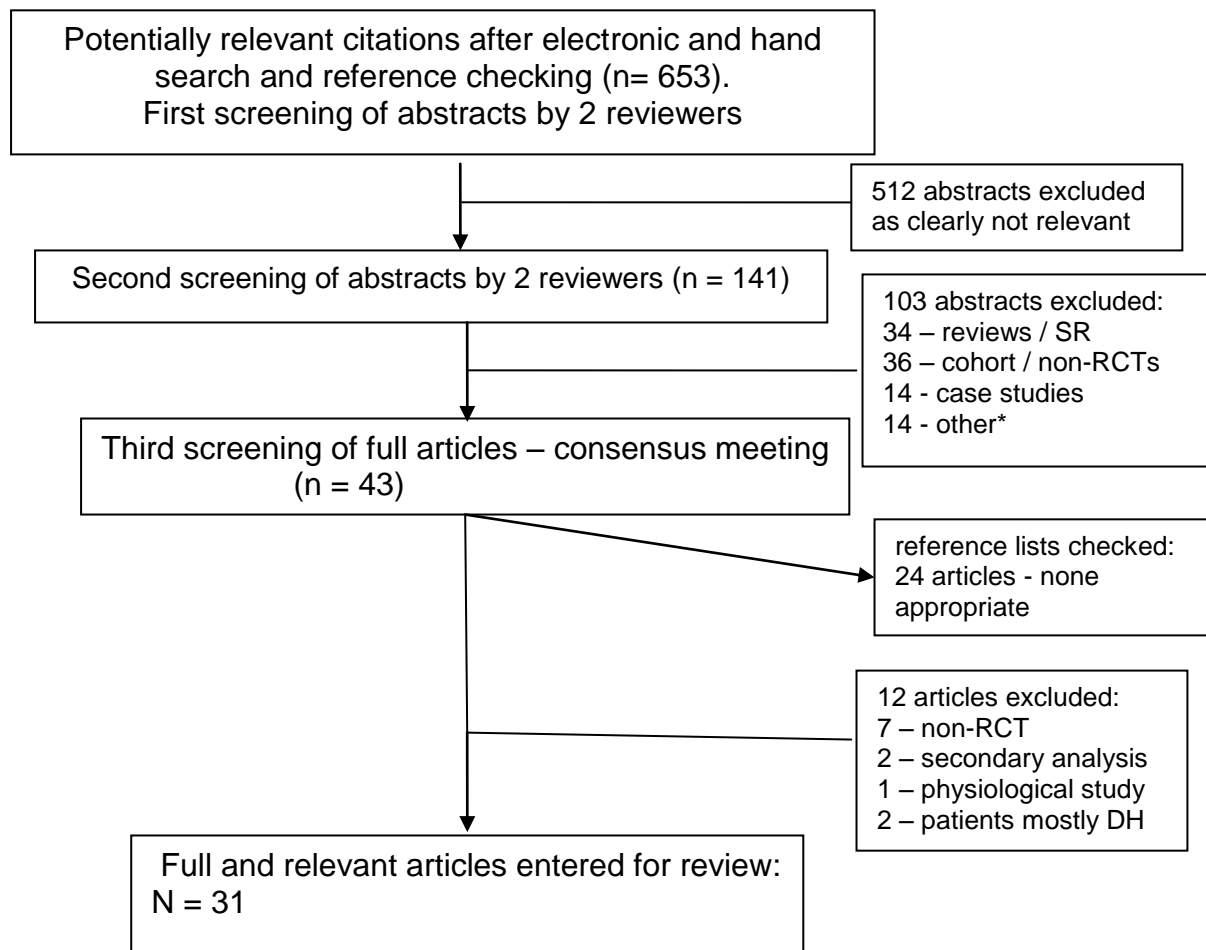 Potentially relevant citations after electronic and hand
search and reference checking (n= 653).
First screening of abstracts by 2 reviewers
512 abstracts excluded
as clearly not relevant
Second screening of abstracts by 2 reviewers (n = 141)
103 abstracts excluded:
34 – reviews / SR
36 – cohort / non-RCTs
14 - case studies
14 - other*
Third screening of full articles – consensus meeting
(n = 43)
reference lists checked:
24 articles - none
appropriate
12 articles excluded:
7 – non-RCT
2 – secondary analysis
1 – physiological study
2 – patients mostly DH
Full and relevant articles entered for review:
N = 31